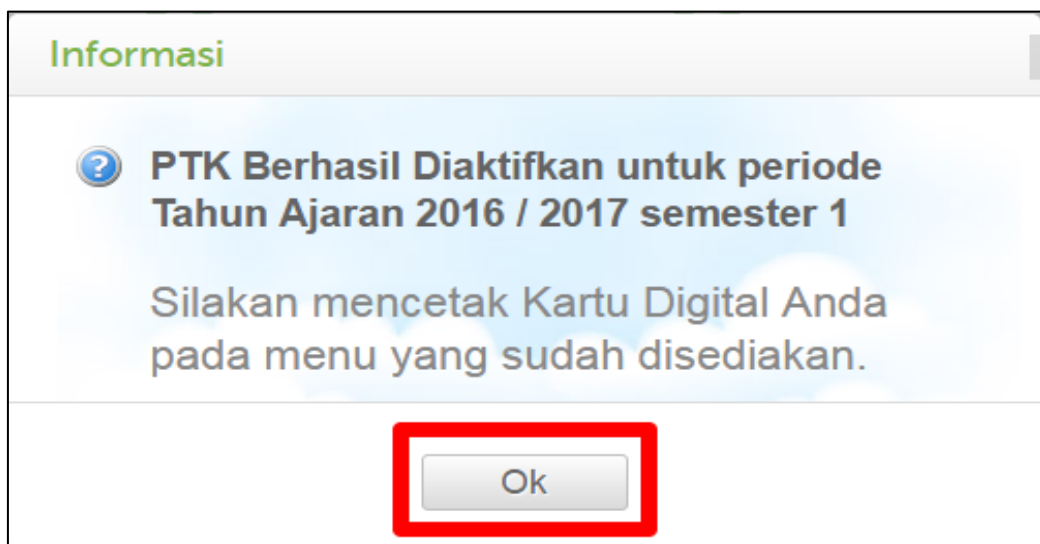 Informasi
PTK Berhasil Diaktifkan untuk periode
Tahun Ajaran 2016 / 2017 semester 1
Silakan mencetak Kartu Digital Anda
pada menu yang sudah disediakan.
Ok